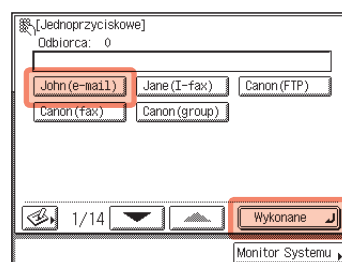 [Jednoprzyciskowe]
Odbiorca: 0
John(e-mail) Jane(I-fax) Canon(FTP)
Canon(fax) Canon(group)
1/14 Wykonane
Monitor Systemu